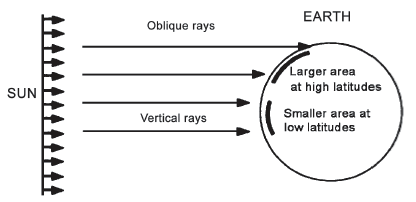 EARTH
Oblique rays
Larger area
at high latitudes
SUN
Smaller area at
low latitudes
Vertical rays